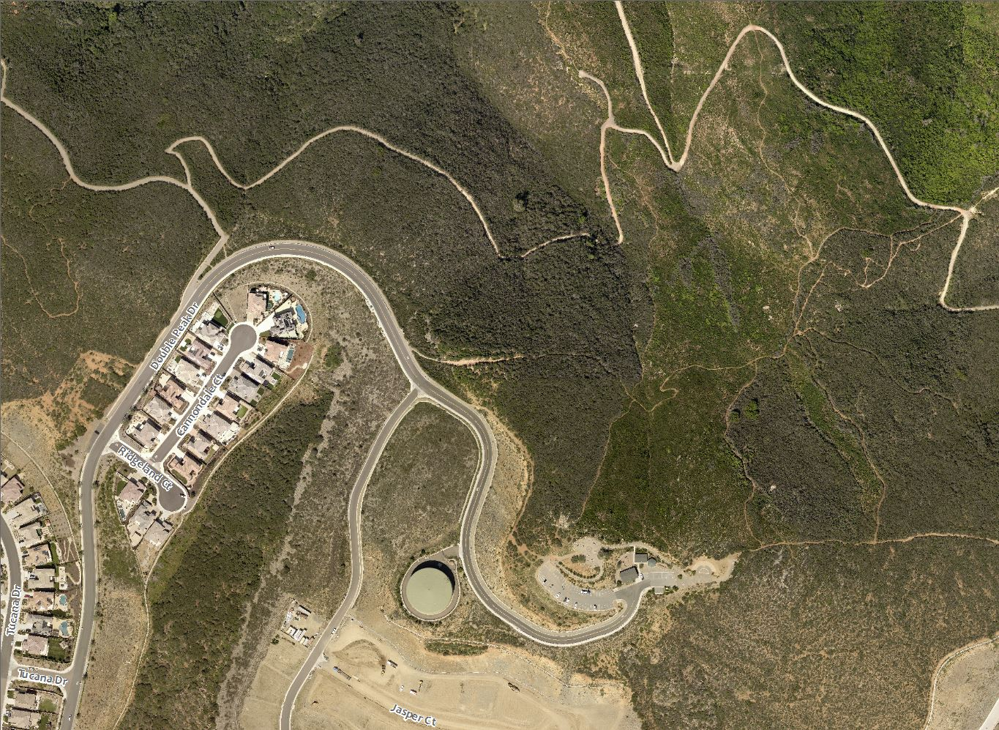 Double Peak Dr
Cannondale Ct
Ridgeland Ct
Tucana Dr
Tucana Dr
Jasper Ct